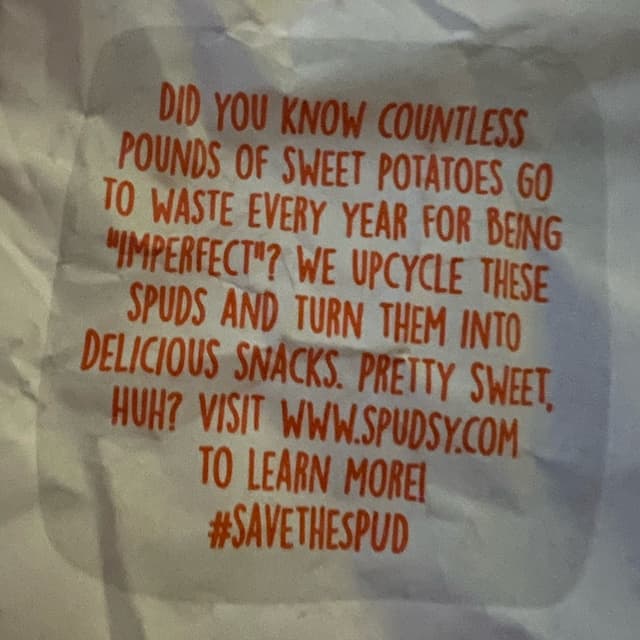 DID YOU KNOW COUNTLESS
POUNDS OF SWEET POTATOES GO
TO WASTE EVERY YEAR FOR BEING
"IMPERFECT"? WE UPCYCLE THESE
SPUDS AND TURN THEM INTO
DELICIOUS SNACKS. PRETTY SWEET,
HUH? VISIT WWW.SPUDSY.COM
TO LEARN MORE!
#SAVETHESPUD